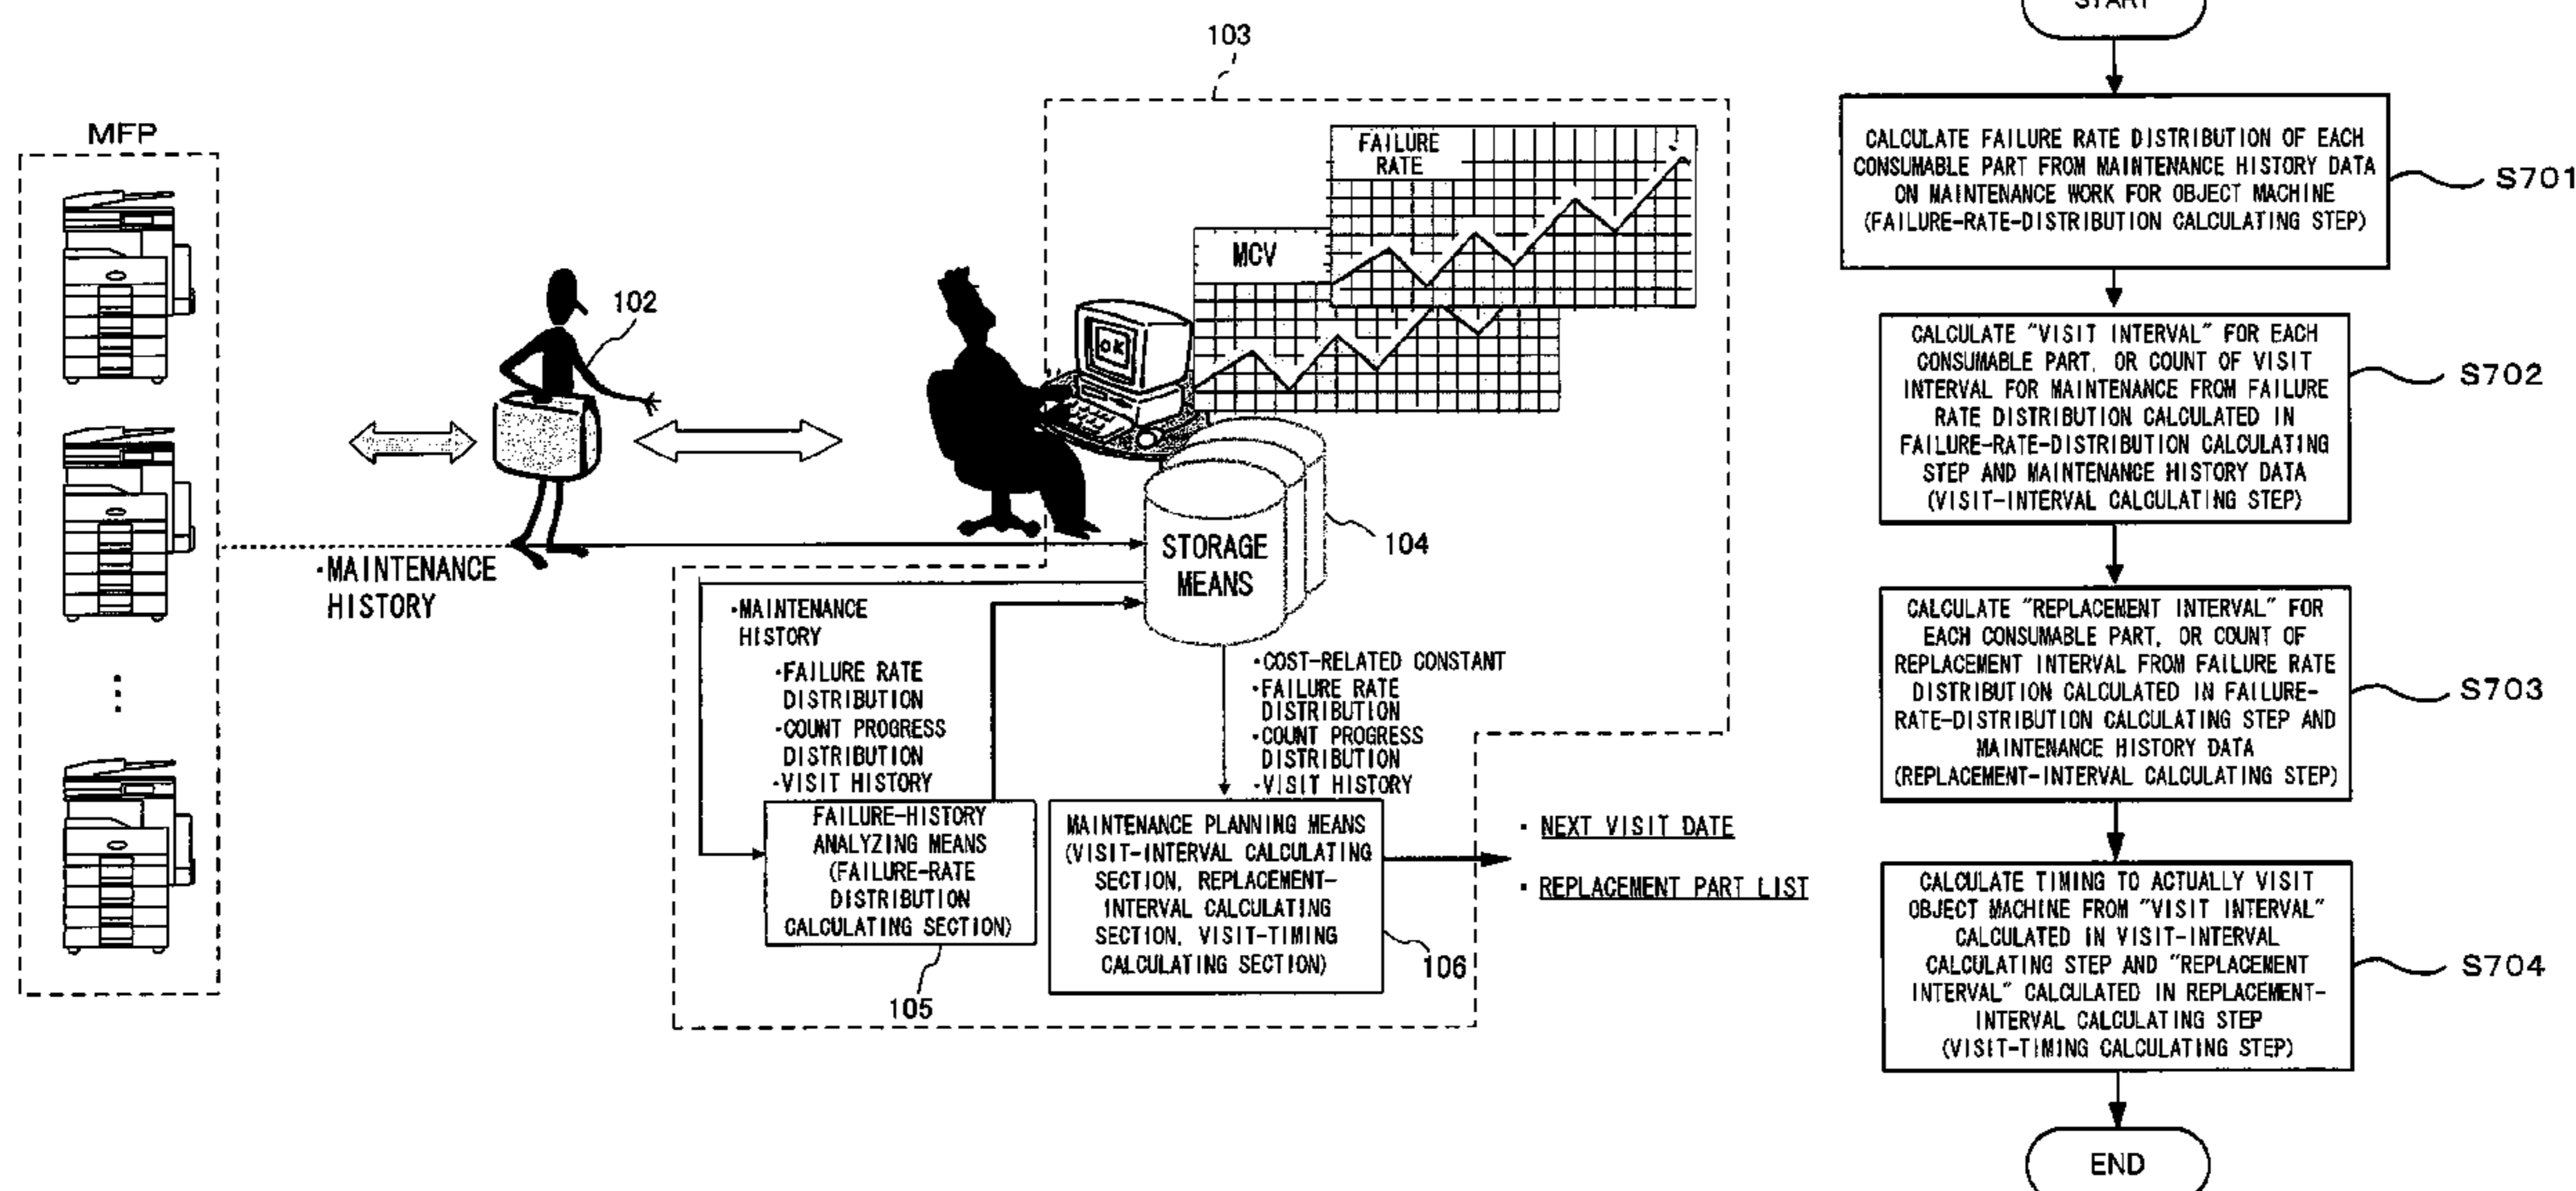 103
MFP
FAILURE
RATE
MCV
OK
102
104
STORAGE
MEANS
·MAINTENANCE
HISTORY
·MAINTENANCE
HISTORY
·FAILURE RATE
DISTRIBUTION
·COUNT PROGRESS
DISTRIBUTION
·VISIT HISTORY
·COST-RELATED CONSTANT
·FAILURE RATE
DISTRIBUTION
·COUNT PROGRESS
DISTRIBUTION
·VISIT HISTORY
FAILURE-HISTORY
ANALYZING MEANS
(FAILURE-RATE
DISTRIBUTION
CALCULATING SECTION)
105
MAINTENANCE PLANNING MEANS
(VISIT-INTERVAL CALCULATING
SECTION, REPLACEMENT-
INTERVAL CALCULATING
SECTION, VISIT-TIMING
CALCULATING SECTION)
106
· NEXT VISIT DATE
· REPLACEMENT PART LIST
START
CALCULATE FAILURE RATE DISTRIBUTION OF EACH
CONSUMABLE PART FROM MAINTENANCE HISTORY DATA
ON MAINTENANCE WORK FOR OBJECT MACHINE
(FAILURE-RATE-DISTRIBUTION CALCULATING STEP)
S701
CALCULATE "VISIT INTERVAL" FOR EACH
CONSUMABLE PART, OR COUNT OF VISIT
INTERVAL FOR MAINTENANCE FROM FAILURE
RATE DISTRIBUTION CALCULATED IN
FAILURE-RATE-DISTRIBUTION CALCULATING
STEP AND MAINTENANCE HISTORY DATA
(VISIT-INTERVAL CALCULATING STEP)
S702
CALCULATE "REPLACEMENT INTERVAL" FOR
EACH CONSUMABLE PART, OR COUNT OF
REPLACEMENT INTERVAL FROM FAILURE RATE
DISTRIBUTION CALCULATED IN FAILURE-
RATE-DISTRIBUTION CALCULATING STEP AND
MAINTENANCE HISTORY DATA
(REPLACEMENT-INTERVAL CALCULATING STEP)
S703
CALCULATE TIMING TO ACTUALLY VISIT
OBJECT MACHINE FROM "VISIT INTERVAL"
CALCULATED IN VISIT-INTERVAL
CALCULATING STEP AND "REPLACEMENT
INTERVAL" CALCULATED IN REPLACEMENT-
INTERVAL CALCULATING STEP
(VISIT-TIMING CALCULATING STEP)
S704
END